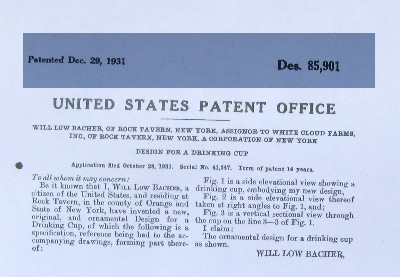 Patented Dec. 29, 1931
Des. 85,901
UNITED STATES PATENT OFFICE
WILL LOW BACHER, OF ROCK TAVERN, NEW YORK, ASSIGNOR TO WHITE CLOUD FARMS,
INC., OF ROCK TAVERN, NEW YORK, A CORPORATION OF NEW YORK
DESIGN FOR A DRINKING CUP
Application filed October 28, 1931. Serial No. 41,547. Term of patent 14 years.
To all whom it may concern:
Be it known that I, WILL LOW BACHER, a
citizen of the United States, and residing at
Rock Tavern, in the county of Orange and
State of New York, have invented a new,
original, and ornamental Design for a
Drinking Cup, of which the following is a
specification, reference being had to the ac-
companying drawings, forming part there-
of:
Fig. 1 is a side elevational view showing a
drinking cup, embodying my new design,
Fig. 2 is a side elevational view thereof
taken at right angles to Fig. 1, and;
Fig. 3 is a vertical sectional view through
the cup on the line 3—3 of Fig. 1.
I claim:
The ornamental design for a drinking cup
as shown.
WILL LOW BACHER,